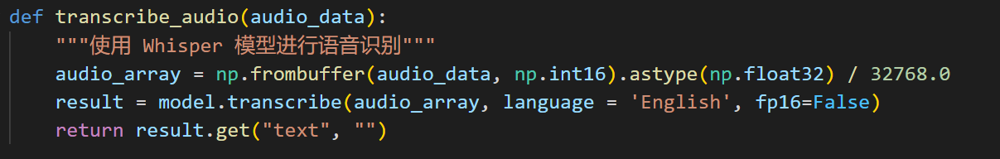 def transcribe_audio(audio_data):
    """使用 Whisper 模型进行语音识别"""
    audio_array = np.frombuffer(audio_data, np.int16).astype(np.float32) / 32768.0
    result = model.transcribe(audio_array, language = 'English', fp16=False)
    return result.get("text", "")